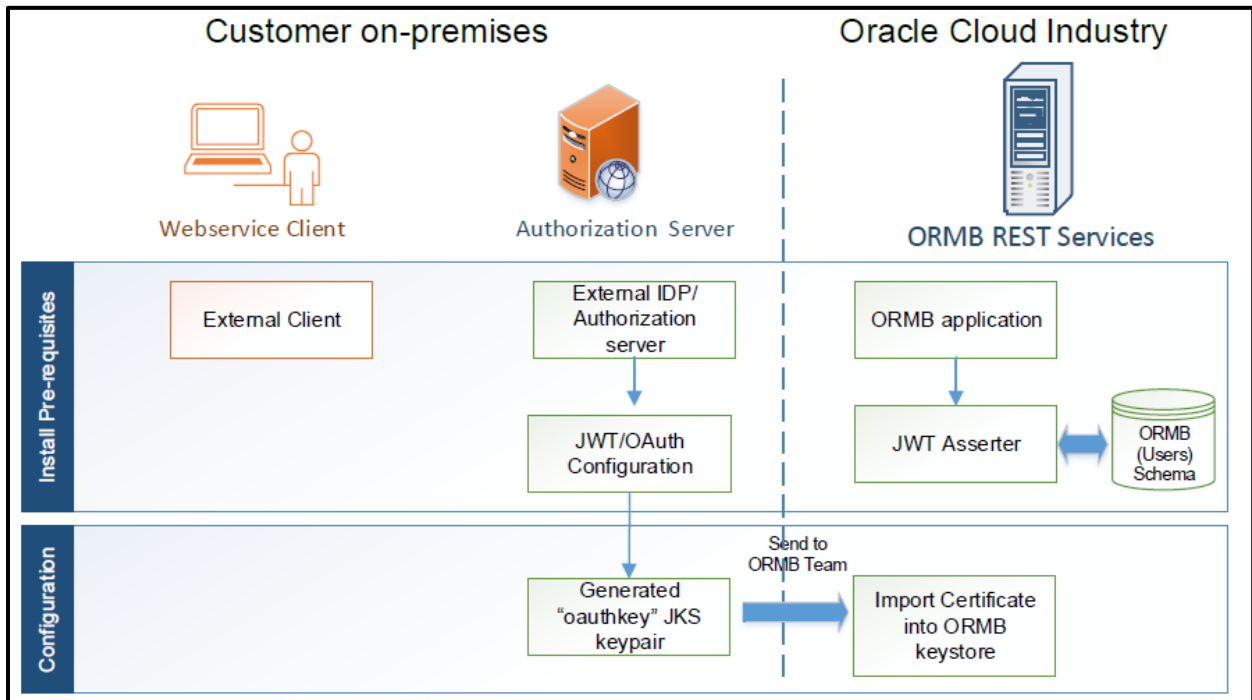 Customer on-premises
Oracle Cloud Industry
Webservice Client
Authorization Server
ORMB REST Services
Install Pre-requisites
External Client
External IDP/
Authorization
server
ORMB application
JWT/OAuth
Configuration
JWT Asserter
ORMB
(Users)
Schema
Configuration
Send to
ORMB Team
Generated
“oauthkey” JKS
keypair
Import Certificate
into ORMB
keystore